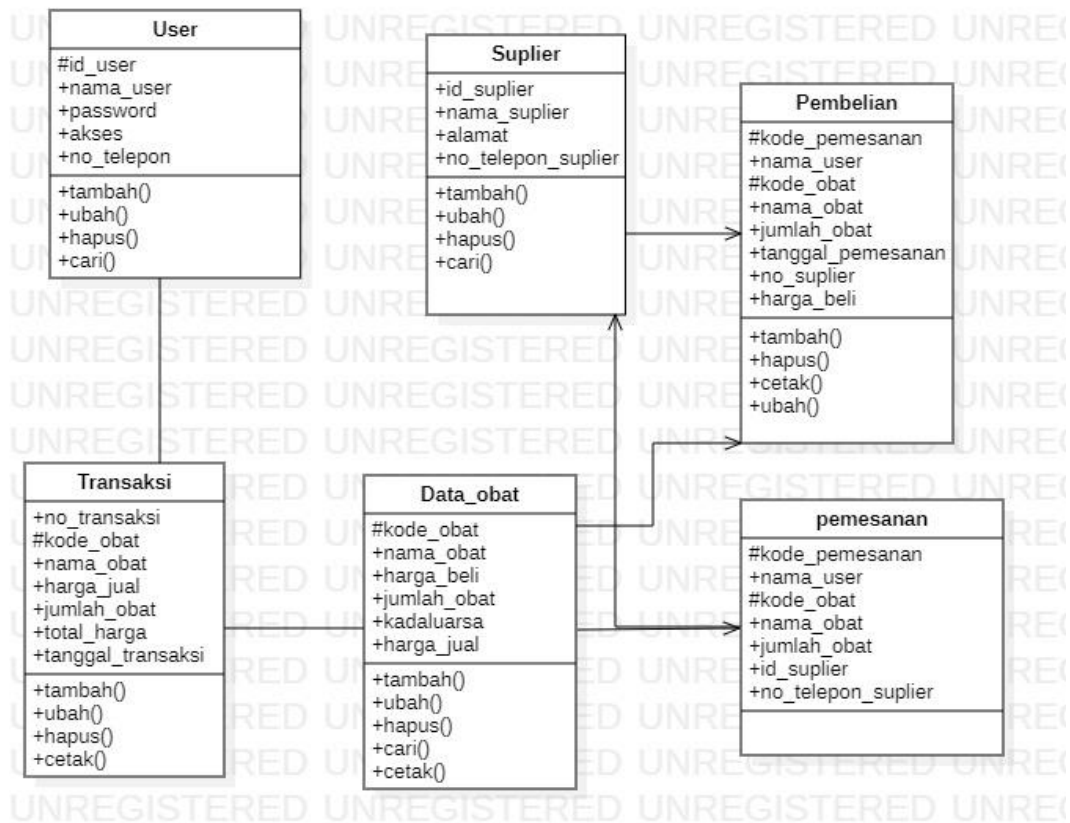 User
#id_user
+nama_user
+password
+akses
+no_telepon
+tambah()
+ubah()
+hapus()
+cari()
Suplier
+id_suplier
+nama_suplier
+alamat
+no_telepon_suplier
+tambah()
+ubah()
+hapus()
+cari()
Pembelian
#kode_pemesanan
+nama_user
#kode_obat
+nama_obat
+jumlah_obat
+tanggal_pemesanan
+no_suplier
+harga_beli
+tambah()
+hapus()
+cetak()
+ubah()
Transaksi
+no_transaksi
#kode_obat
+nama_obat
+harga_jual
+jumlah_obat
+total_harga
+tanggal_transaksi
+tambah()
+ubah()
+hapus()
+cetak()
Data_obat
#kode_obat
+nama_obat
+harga_beli
+jumlah_obat
+kadaluarsa
+harga_jual
+tambah()
+ubah()
+hapus()
+cari()
+cetak()
pemesanan
#kode_pemesanan
+nama_user
#kode_obat
+nama_obat
+jumlah_obat
+id_suplier
+no_telepon_suplier
UNREGISTERED UNREGISTERED UNREGISTERED UNREG